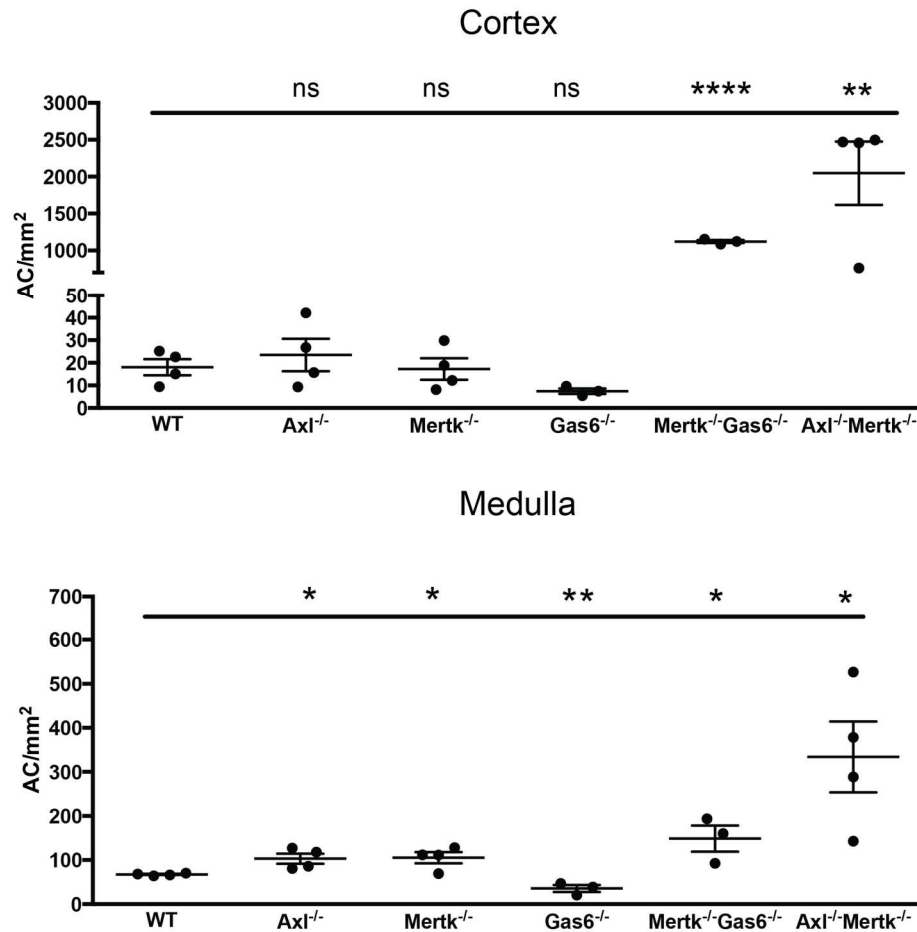 Cortex
ns ns ns **** **
3000
2500
2000
1500
1000
50
40
30
20
10
0
AC/mm²
WT Axl⁻/⁻ Mertk⁻/⁻ Gas6⁻/⁻ Mertk⁻/⁻Gas6⁻/⁻ Axl⁻/⁻Mertk⁻/⁻
Medulla
* * ** * *
700
600
500
400
300
200
100
0
AC/mm²
WT Axl⁻/⁻ Mertk⁻/⁻ Gas6⁻/⁻ Mertk⁻/⁻Gas6⁻/⁻ Axl⁻/⁻Mertk⁻/⁻